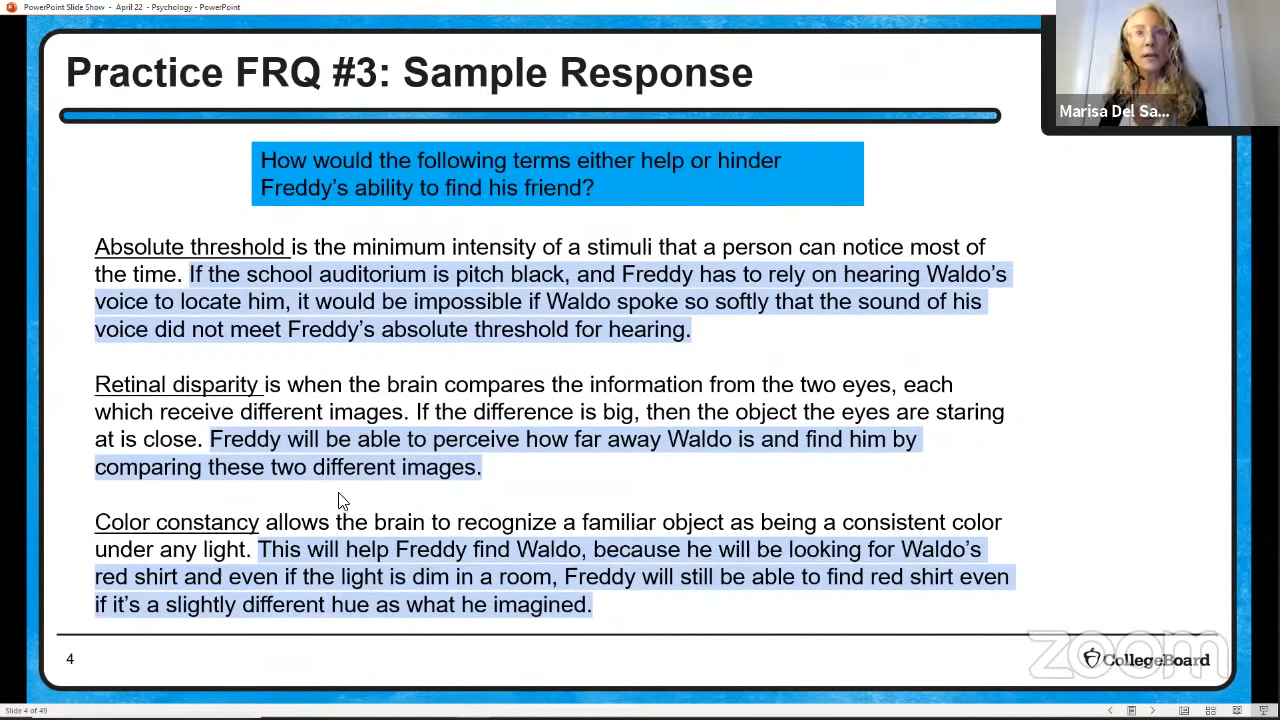 PowerPoint Slide Show - April 22 - Psychology - PowerPoint
Practice FRQ #3: Sample Response
Marisa Del Sa...
How would the following terms either help or hinder
Freddy's ability to find his friend?
Absolute threshold is the minimum intensity of a stimuli that a person can notice most of
the time. If the school auditorium is pitch black, and Freddy has to rely on hearing Waldo's
voice to locate him, it would be impossible if Waldo spoke so softly that the sound of his
voice did not meet Freddy's absolute threshold for hearing.
Retinal disparity is when the brain compares the information from the two eyes, each
which receive different images. If the difference is big, then the object the eyes are staring
at is close. Freddy will be able to perceive how far away Waldo is and find him by
comparing these two different images.
Color constancy allows the brain to recognize a familiar object as being a consistent color
under any light. This will help Freddy find Waldo, because he will be looking for Waldo's
red shirt and even if the light is dim in a room, Freddy will still be able to find red shirt even
if it's a slightly different hue as what he imagined.
4
zoom
CollegeBoard
Slide 4 of 49